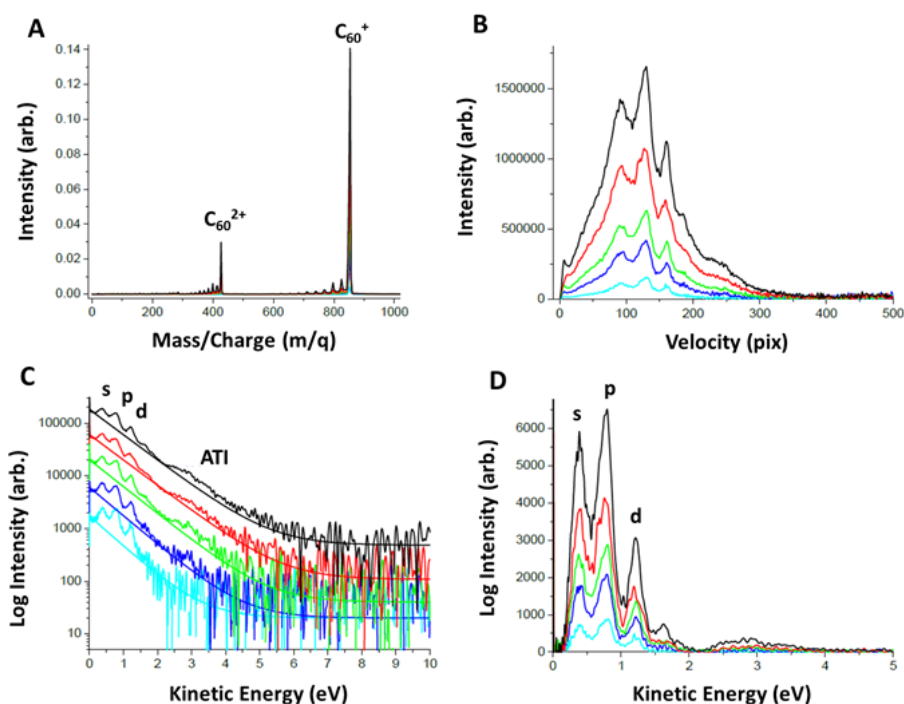 A
B
C₆₀⁺
C₆₀²⁺
0.14
0.12
0.10
0.08
0.06
0.04
0.02
0.00
0 200 400 600 800 1000
Intensity (arb.)
Mass/Charge (m/q)
1500000
1000000
500000
0
0 100 200 300 400 500
Intensity (arb.)
Velocity (pix)
C
s p d
ATI
100000
10000
1000
100
10
0 1 2 3 4 5 6 7 8 9 10
Log Intensity (arb.)
Kinetic Energy (eV)
D
s p d
6000
5000
4000
3000
2000
1000
0
0 1 2 3 4 5
Log Intensity (arb.)
Kinetic Energy (eV)